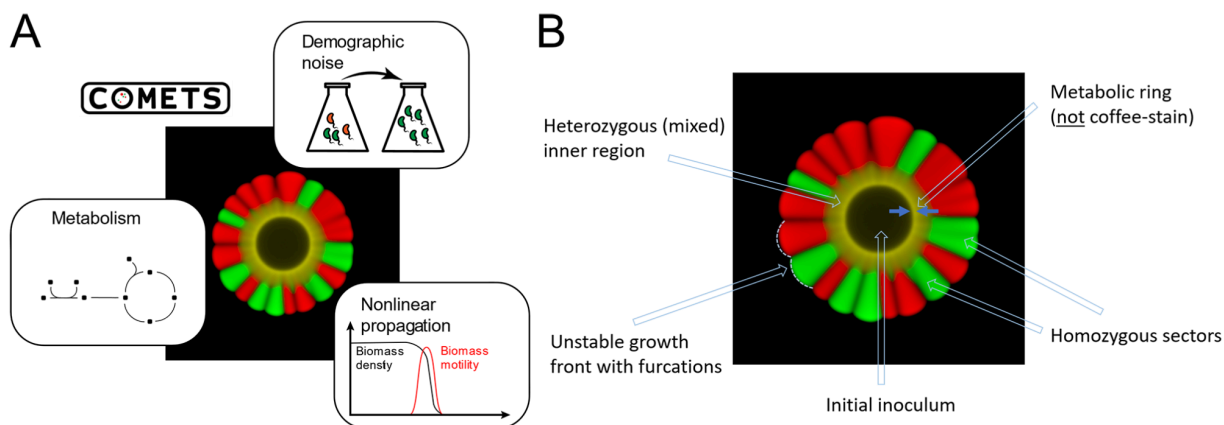 A
COMETS
Demographic
noise
Metabolism
Nonlinear
propagation
Biomass
density
Biomass
motility
B
Heterozygous (mixed)
inner region
Metabolic ring
(not coffee-stain)
Unstable growth
front with furcations
Homozygous sectors
Initial inoculum